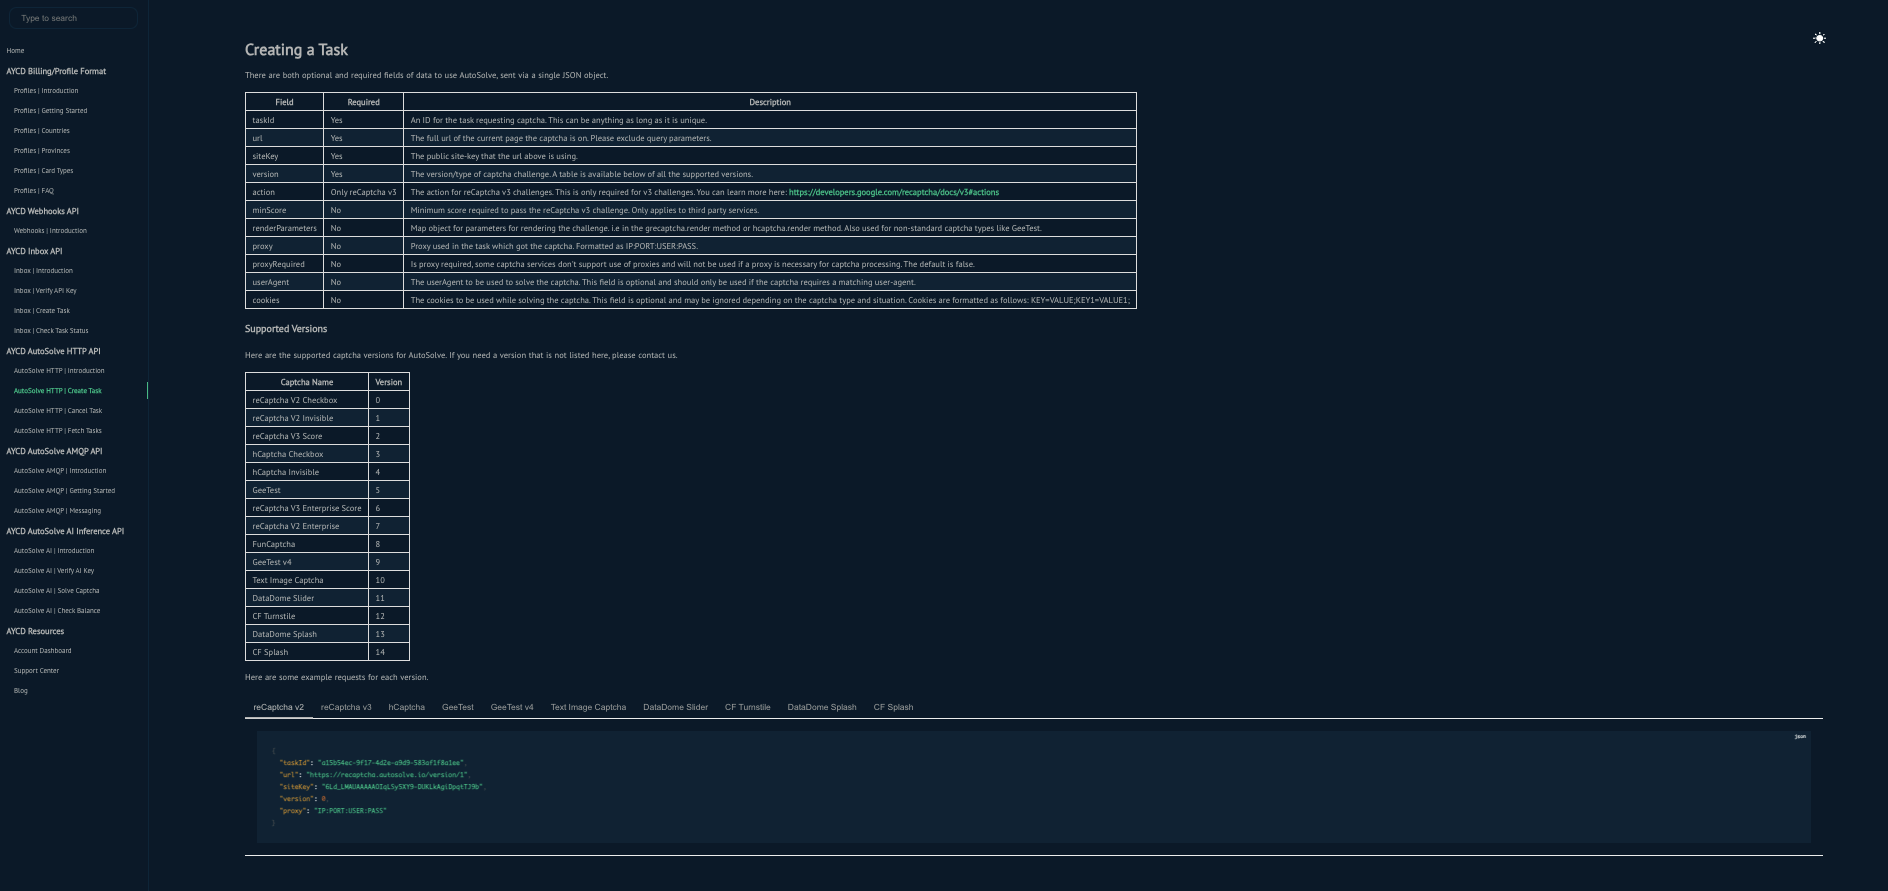 Type to search
Home
AYCD Billing/Profile Format
Profiles | Introduction
Profiles | Getting Started
Profiles | Countries
Profiles | Provinces
Profiles | Card Types
Profiles | FAQ
AYCD Webhooks API
Webhooks | Introduction
AYCD Inbox API
Inbox | Introduction
Inbox | Verify API Key
Inbox | Create Task
Inbox | Check Task Status
AYCD AutoSolve HTTP API
AutoSolve HTTP | Introduction
AutoSolve HTTP | Create Task
AutoSolve HTTP | Cancel Task
AutoSolve HTTP | Fetch Tasks
AYCD AutoSolve AMQP API
AutoSolve AMQP | Introduction
AutoSolve AMQP | Getting Started
AutoSolve AMQP | Messaging
AYCD AutoSolve AI Inference API
AutoSolve AI | Introduction
AutoSolve AI | Verify AI Key
AutoSolve AI | Solve Captcha
AutoSolve AI | Check Balance
AYCD Resources
Account Dashboard
Support Center
Blog
Creating a Task
There are both optional and required fields of data to use AutoSolve, sent via a single JSON object.
Field Required Description
taskId Yes An ID for the task requesting captcha. This can be anything as long as it is unique.
url Yes The full url of the current page the captcha is on. Please exclude query parameters.
siteKey Yes The public site-key that the url above is using.
version Yes The version/type of captcha challenge. A table is available below of all the supported versions.
action Only reCaptcha v3 The action for reCaptcha v3 challenges. This is only required for v3 challenges. You can learn more here: https://developers.google.com/recaptcha/docs/v3#actions
minScore No Minimum score required to pass the reCaptcha v3 challenge. Only applies to third party services.
renderParameters No Map object for parameters for rendering the challenge. i.e in the grecaptcha.render method or hcaptcha.render method. Also used for non-standard captcha types like GeeTest.
proxy No Proxy used in the task which got the captcha. Formatted as IP:PORT:USER:PASS.
proxyRequired No Is proxy required, some captcha services don't support use of proxies and will not be used if a proxy is necessary for captcha processing. The default is false.
userAgent No The userAgent to be used to solve the captcha. This field is optional and should only be used if the captcha requires a matching user-agent.
cookies No The cookies to be used while solving the captcha. This field is optional and may be ignored depending on the captcha type and situation. Cookies are formatted as follows: KEY=VALUE;KEY1=VALUE1;
Supported Versions
Here are the supported captcha versions for AutoSolve. If you need a version that is not listed here, please contact us.
Captcha Name Version
reCaptcha V2 Checkbox 0
reCaptcha V2 Invisible 1
reCaptcha V3 Score 2
hCaptcha Checkbox 3
hCaptcha Invisible 4
GeeTest 5
reCaptcha V3 Enterprise Score 6
reCaptcha V2 Enterprise 7
FunCaptcha 8
GeeTest v4 9
Text Image Captcha 10
DataDome Slider 11
CF Turnstile 12
DataDome Splash 13
CF Splash 14
Here are some example requests for each version.
reCaptcha v2 reCaptcha v3 hCaptcha GeeTest GeeTest v4 Text Image Captcha DataDome Slider CF Turnstile DataDome Splash CF Splash
json
{
"taskId": "a15b54ec-9f17-4d2e-a9d9-583af1f8a1ee",
"url": "https://recaptcha.autosolve.io/version/1",
"siteKey":
"version": 0,
"proxy": "IP:PORT:USER:PASS"
}